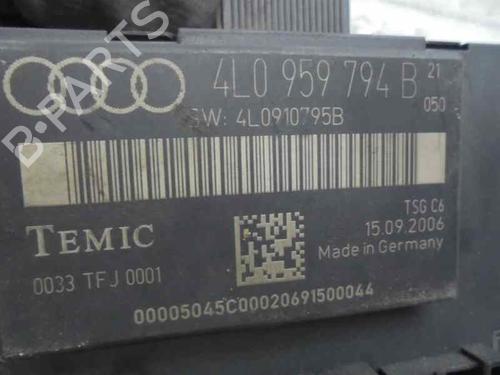 B-PARTS
4L0 959 794 B 21
050
SW: 4L0910795B
TSG C6
TEMIC
15.09.2006
Made in Germany
0033 TFJ 0001
00005045C00020691500044